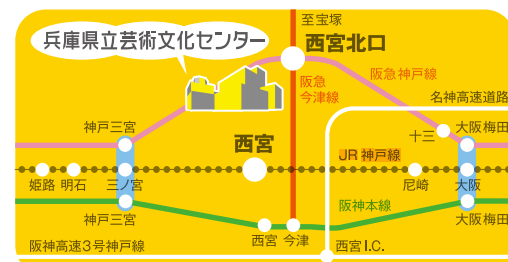 至宝塚
兵庫県立芸術文化センター
西宮北口
阪急
今津線
阪急神戸線
名神高速道路
神戸三宮
十三
大阪梅田
西宮
JR 神戸線
姫路
明石
三ノ宮
尼崎
大阪
阪神本線
神戸三宮
大阪梅田
西宮
今津
阪神高速3号神戸線
西宮I.C.